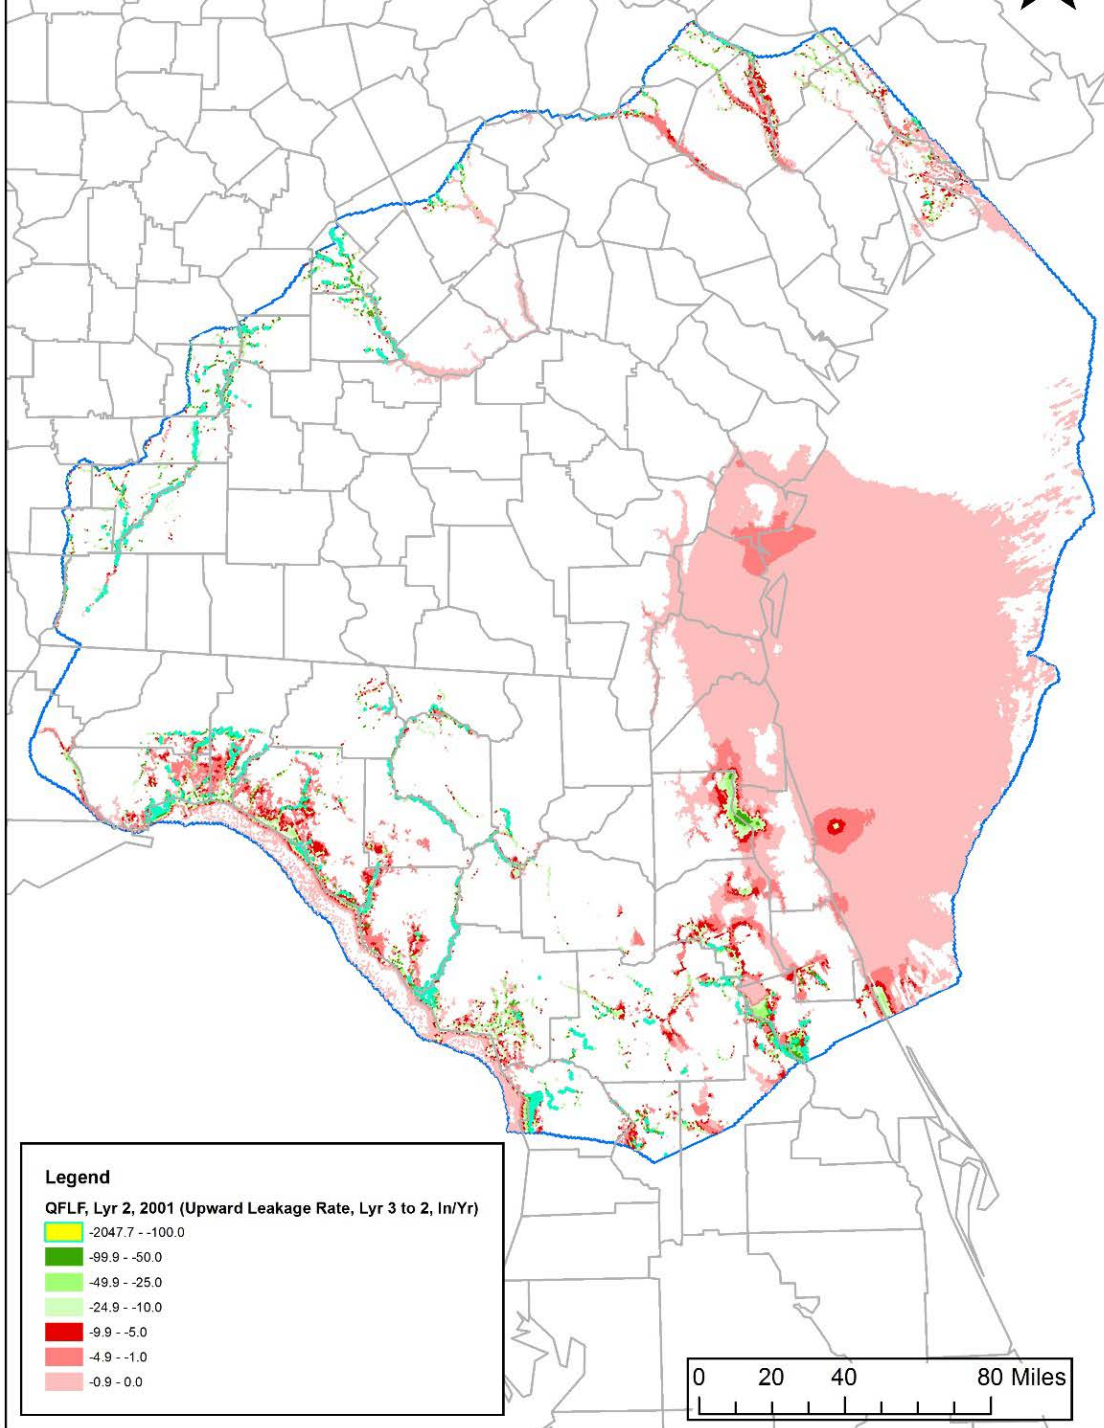 Legend
QFLF, Lyr 2, 2001 (Upward Leakage Rate, Lyr 3 to 2, In/Yr)
-2047.7 - -100.0
-99.9 - -50.0
-49.9 - -25.0
-24.9 - -10.0
-9.9 - -5.0
-4.9 - -1.0
-0.9 - 0.0
0 20 40 80 Miles